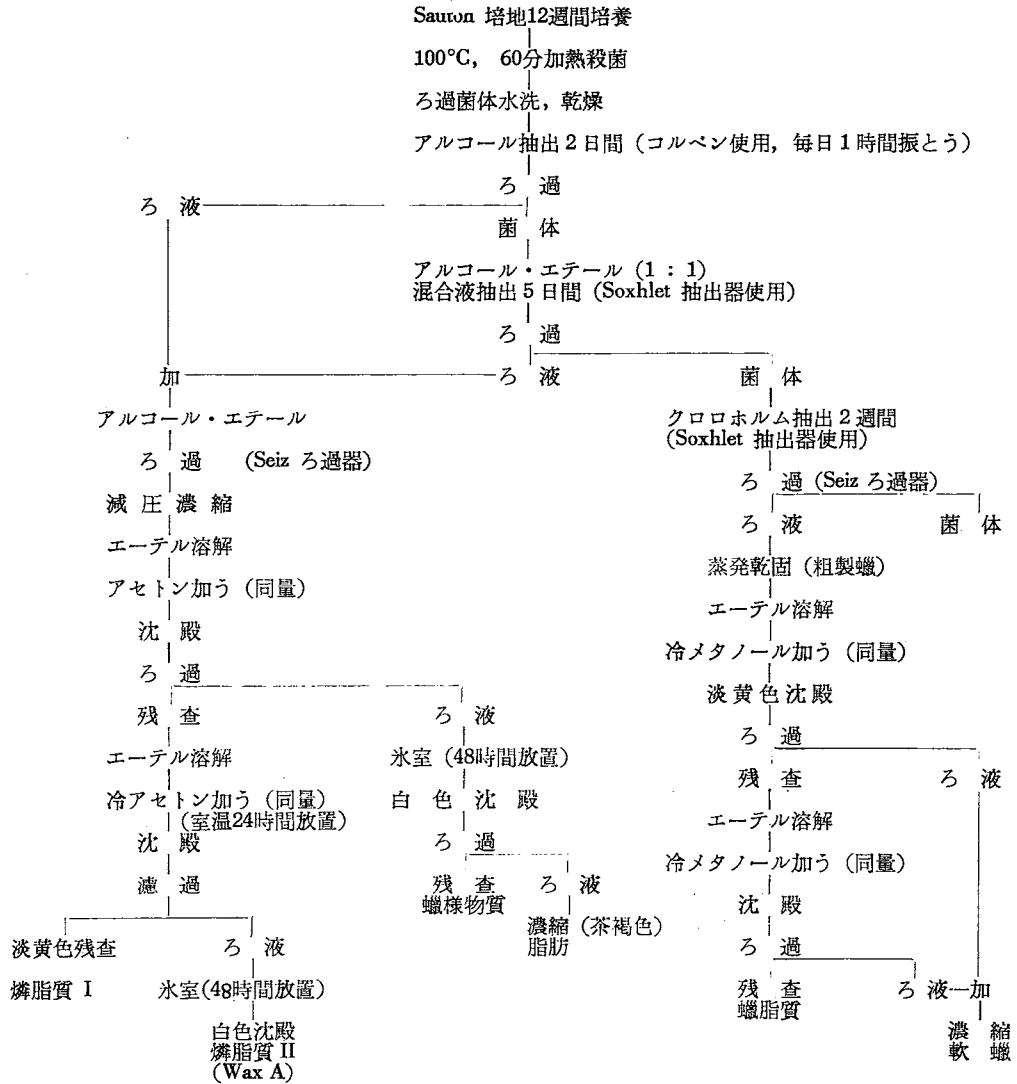 Sauton 培地12週間培養
100°C, 60分加熱殺菌
ろ過菌体水洗，乾燥
アルコール抽出2日間（コルベン使用，毎日1時間振とう）
ろ 過
ろ 液
菌 体
アルコール・エテール (1 : 1)
混合液抽出5日間 (Soxhlet 抽出器使用)
ろ 過
加
ろ 液
菌 体
アルコール・エテール
ろ 過 (Seiz ろ過器)
減 圧 濃 縮
エーテル溶解
アセトン加う（同量）
沈 殿
ろ 過
残 査
ろ 液
エーテル溶解
氷室（48時間放置）
冷アセトン加う（同量）
(室温24時間放置)
白 色 沈 殿
沈 殿
ろ 過
濾 過
残 査
蠟様物質
ろ 液
濃縮（茶褐色）
脂肪
淡黄色残査
燐脂質 I
ろ 液
氷室(48時間放置)
白色沈殿
燐脂質 II
(Wax A)
クロロホルム抽出2週間
(Soxhlet 抽出器使用)
ろ 過 (Seiz ろ過器)
ろ 液
菌 体
蒸発乾固（粗製蠟）
エーテル溶解
冷メタノール加う（同量）
淡黄色沈殿
ろ 過
残 査
ろ 液
エーテル溶解
冷メタノール加う（同量）
沈 殿
ろ 過
残 査
蠟脂質
ろ 液―加
濃 縮
軟 蠟